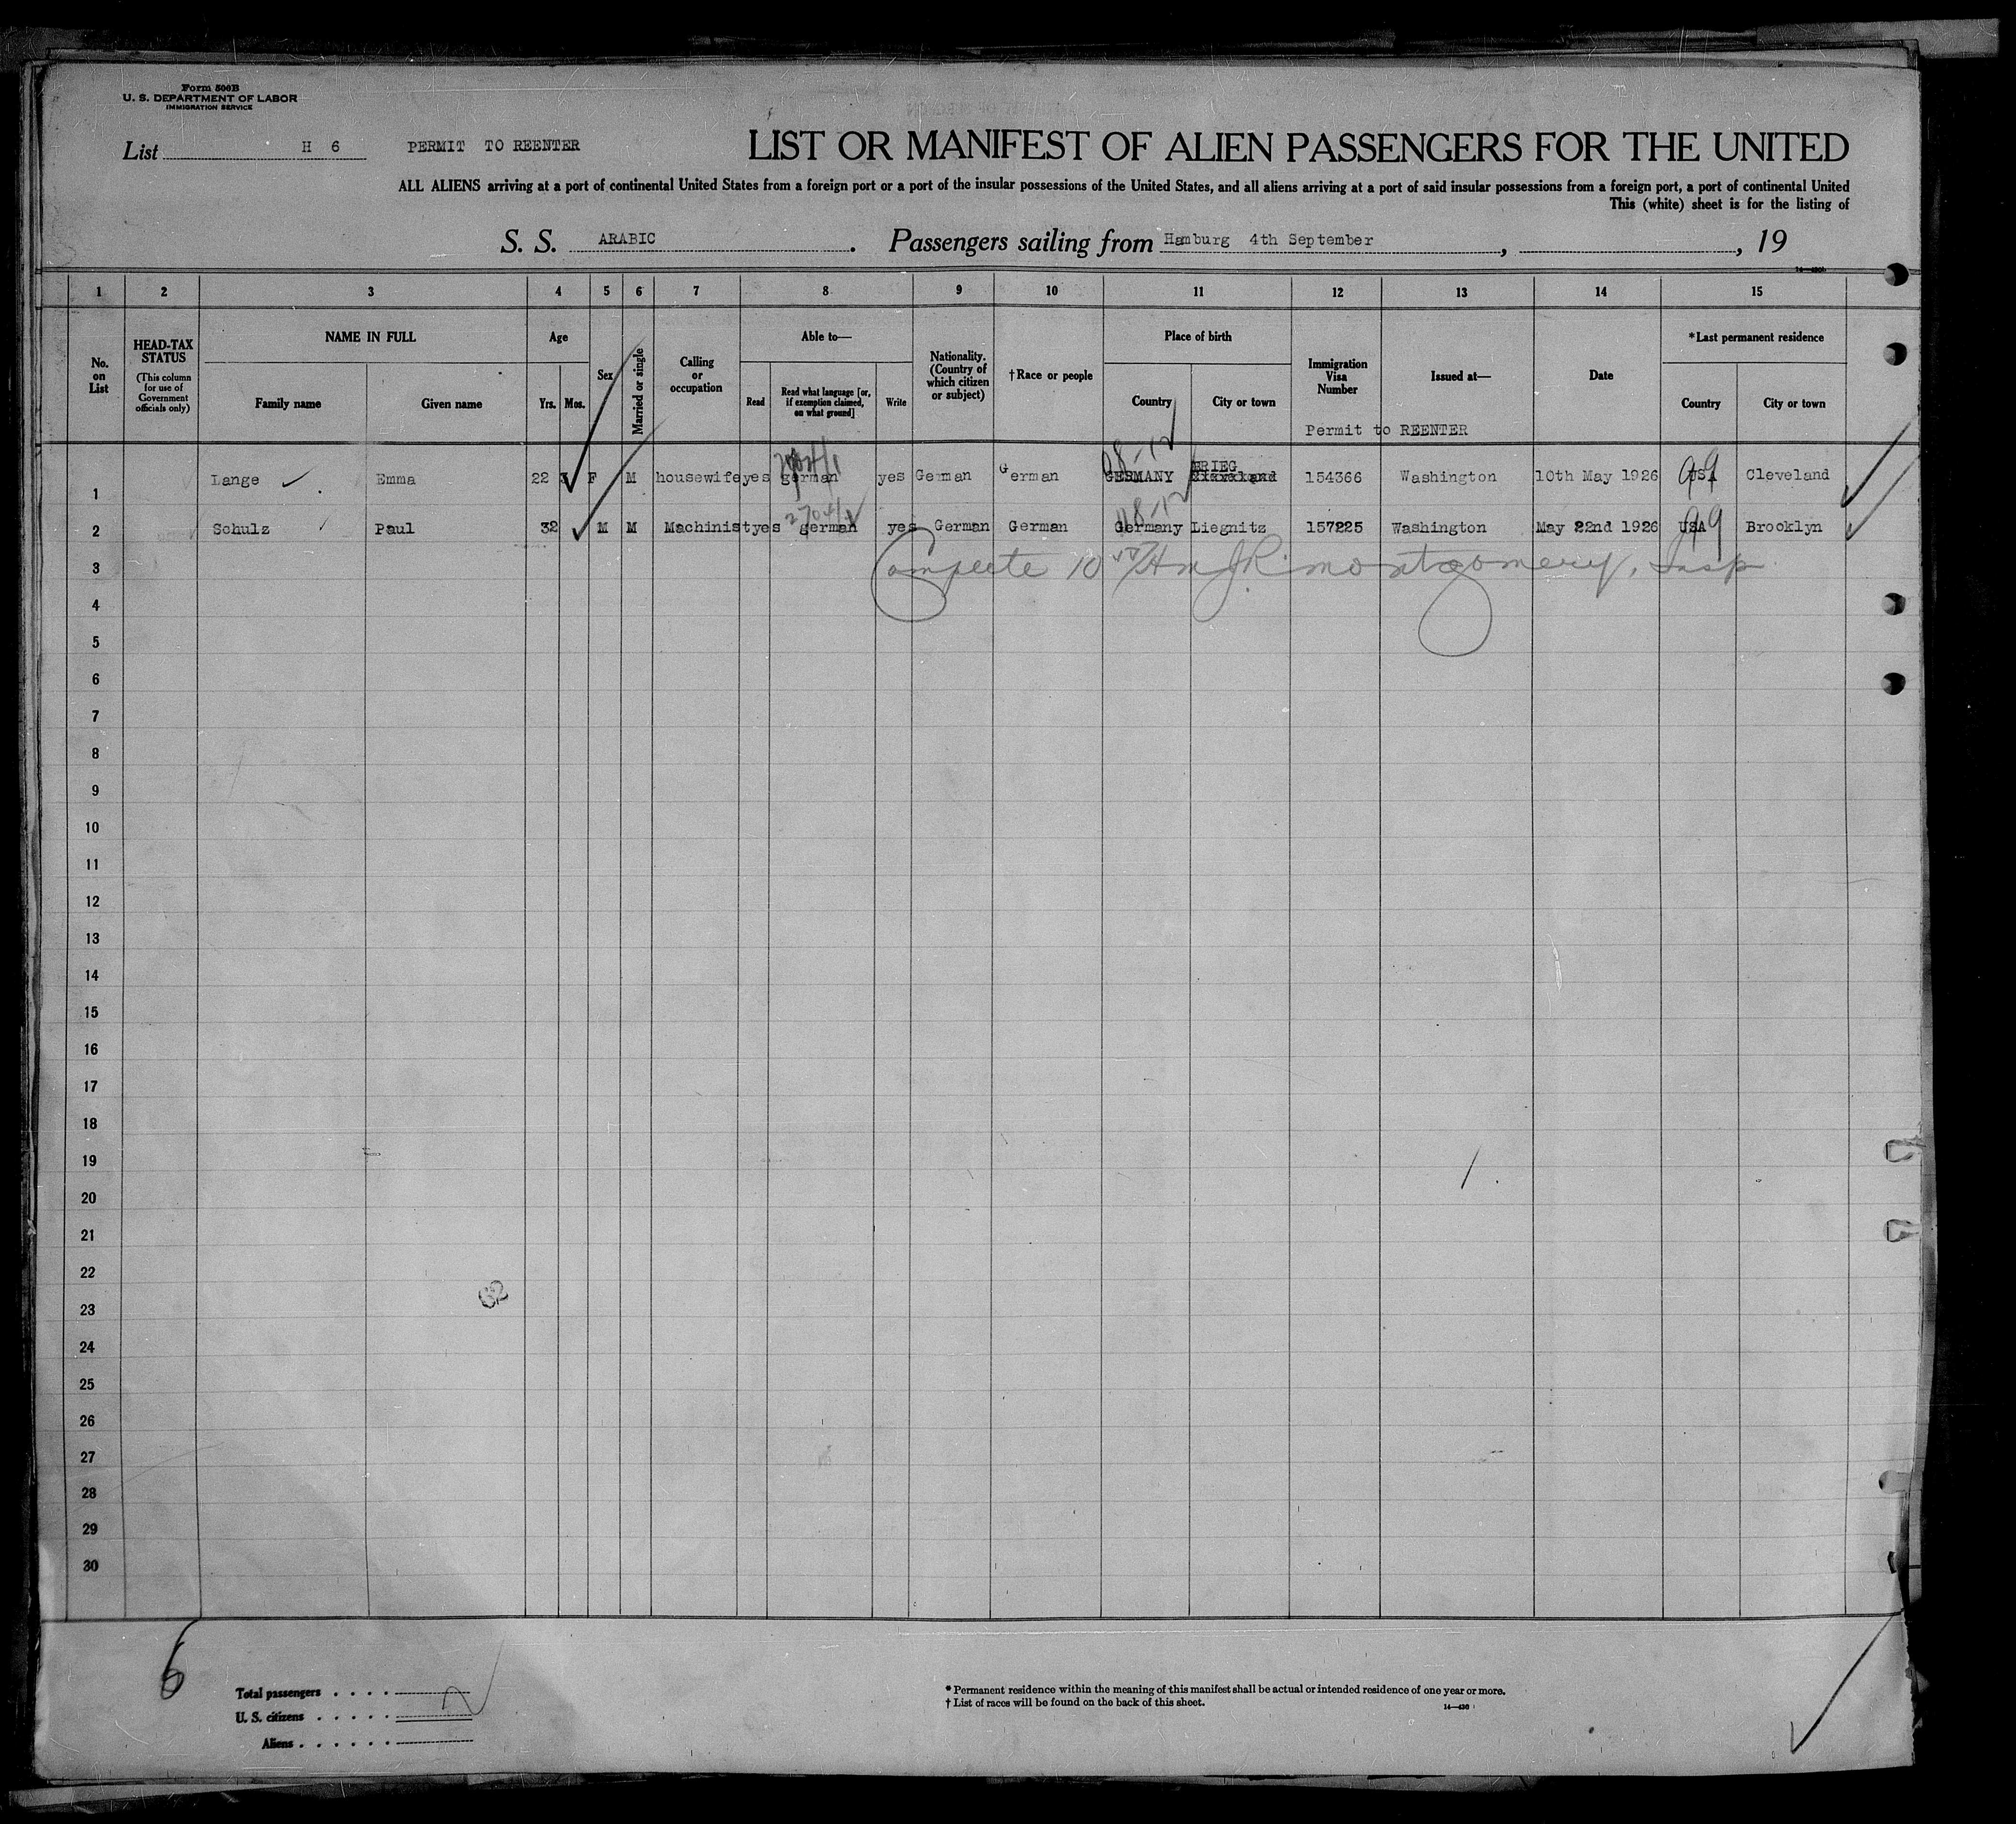 Form 500B
U. S. DEPARTMENT OF LABOR
IMMIGRATION SERVICE
List H 6 PERMIT TO REENTER
LIST OR MANIFEST OF ALIEN PASSENGERS FOR THE UNITED
ALL ALIENS arriving at a port of continental United States from a foreign port or a port of the insular possessions of the United States, and all aliens arriving at a port of said insular possessions from a foreign port, a port of continental United
This (white) sheet is for the listing of
S. S. ARABIC. Passengers sailing from Hamburg 4th September, , 19
1 2 3 4 5 6 7 8 9 10 11 12 13 14 15
No. on List
HEAD-TAX STATUS
(This column for use of Government officials only)
NAME IN FULL
Family name Given name
Age
Yrs. Mos.
Sex
Married or single
Calling or occupation
Able to—
Read
Read what language [or, if exemption claimed, on what ground]
Write
Nationality. (Country of which citizen or subject)
†Race or people
Place of birth
Country City or town
Immigration Visa Number
Issued at—
Date
*Last permanent residence
Country City or town
Permit to REENTER
1 Lange Emma 22 F M housewife yes german yes German German GERMANY BRIEG 154366 Washington 10th May 1926 USA Cleveland
08-12 99
2 Schulz Paul 32 M M Machinist yes german yes German German Germany Liegnitz 157225 Washington May 22nd 1926 USA Brooklyn
08-12 99
3 Montgomery, Insp
4
5
6
7
8
9
10
11
12
13
14
15
16
17
18
19
20
21
22
23
24
25
26
27
28
29
30
6
Total passengers . . . .
U. S. citizens . . . . .
Aliens . . . . . .
* Permanent residence within the meaning of this manifest shall be actual or intended residence of one year or more.
† List of races will be found on the back of this sheet.